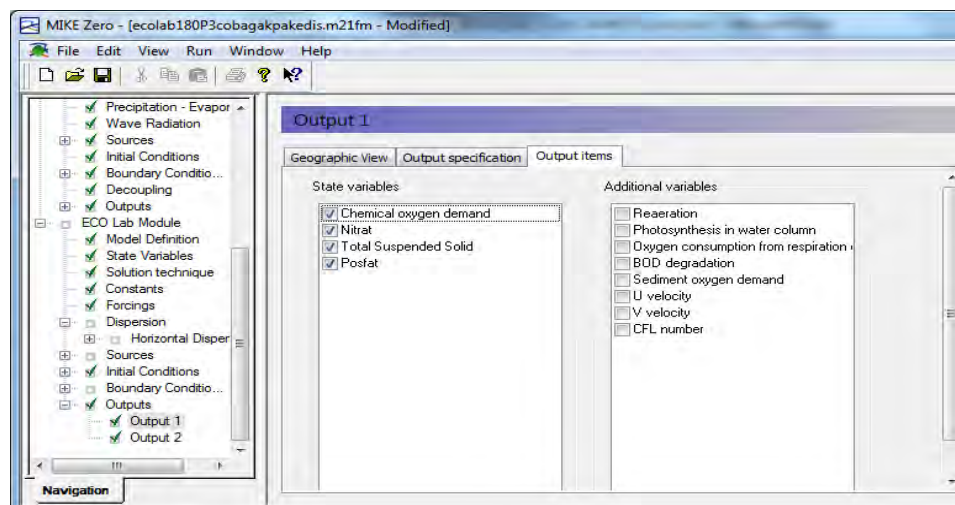 MIKE Zero - [ecolab180P3cobagakpakedis.m21fm - Modified]
File Edit View Run Window Help
Precipitation - Evapor
Wave Radiation
Sources
Initial Conditions
Boundary Conditio...
Decoupling
Outputs
ECO Lab Module
Model Definition
State Variables
Solution technique
Constants
Forcings
Dispersion
Horizontal Disper
Sources
Initial Conditions
Boundary Conditio...
Outputs
Output 1
Output 2
Navigation
Output 1
Geographic View Output specification Output items
State variables
Chemical oxygen demand
Nitrat
Total Suspended Solid
Posfat
Additional variables
Reaeration
Photosynthesis in water column
Oxygen consumption from respiration
BOD degradation
Sediment oxygen demand
U velocity
V velocity
CFL number